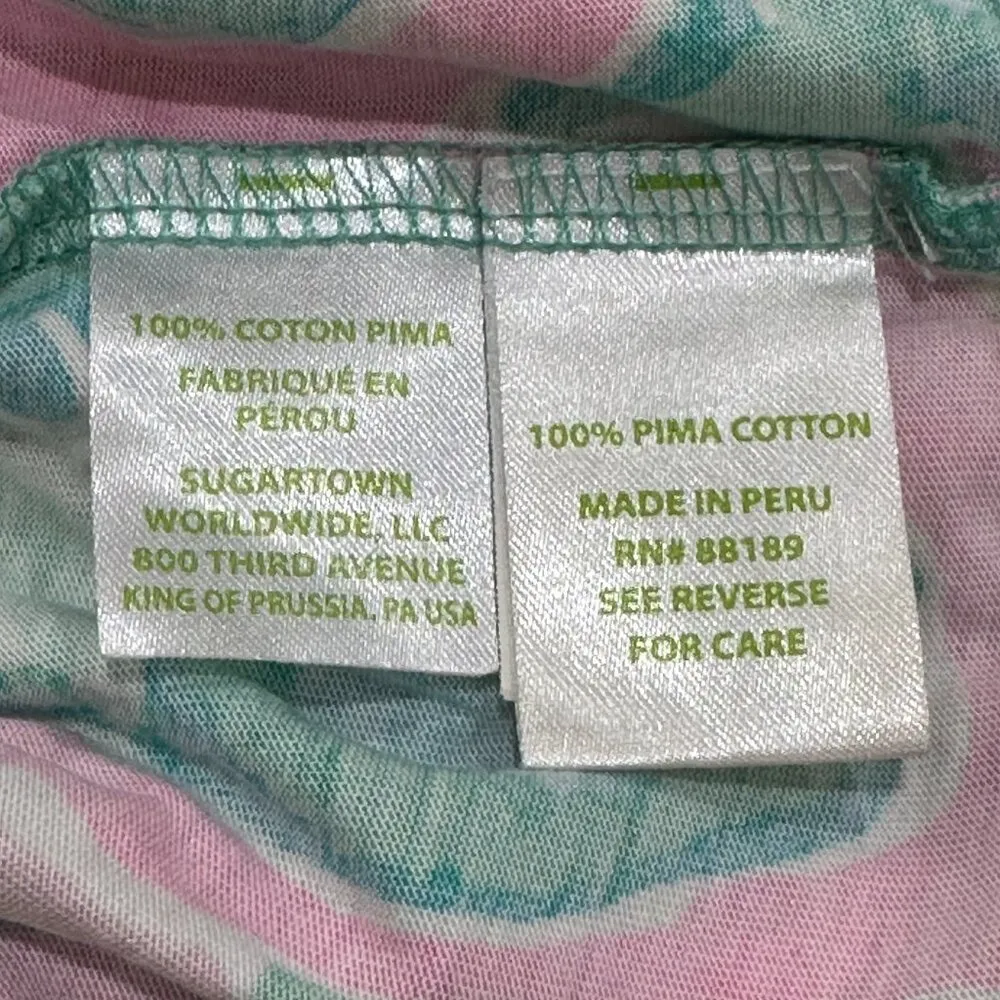 100% COTON PIMA
FABRIQUÉ EN
PÉROU
SUGARTOWN
WORLDWIDE, LLC
800 THIRD AVENUE
KING OF PRUSSIA, PA USA
100% PIMA COTTON
MADE IN PERU
RN# 88189
SEE REVERSE
FOR CARE